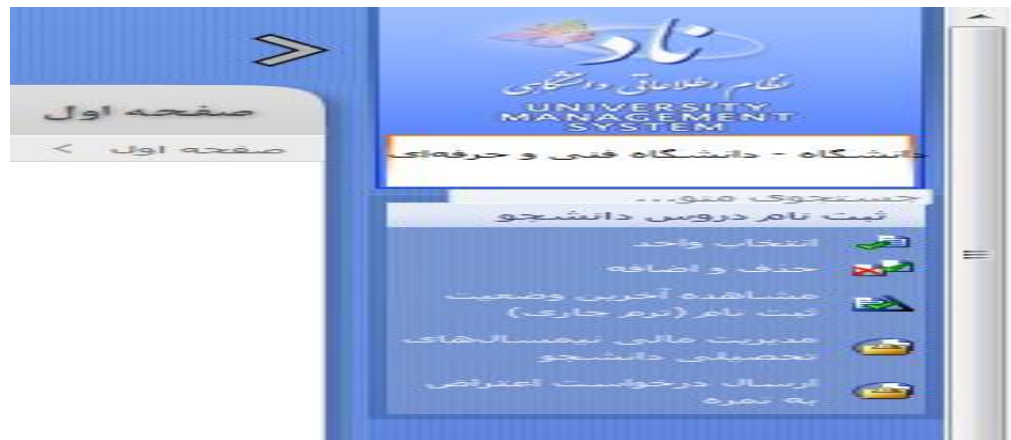 ناد
نظام اطلاعاتی دانشگاهی
UNIVERSITY
MANAGEMENT
SYSTEM
دانشگاه - دانشگاه فنی و حرفه‌ای
جستجوی منو...
ثبت نام دروس دانشجو
انتخاب واحد
حذف و اضافه
مشاهده آخرین وضعیت
ثبت نام (ترم جاری)
مدیریت مالی نیمسالهای
تحصیلی دانشجو
ارسال درخواست اعتراض
به نمره
صفحه اول
صفحه اول >